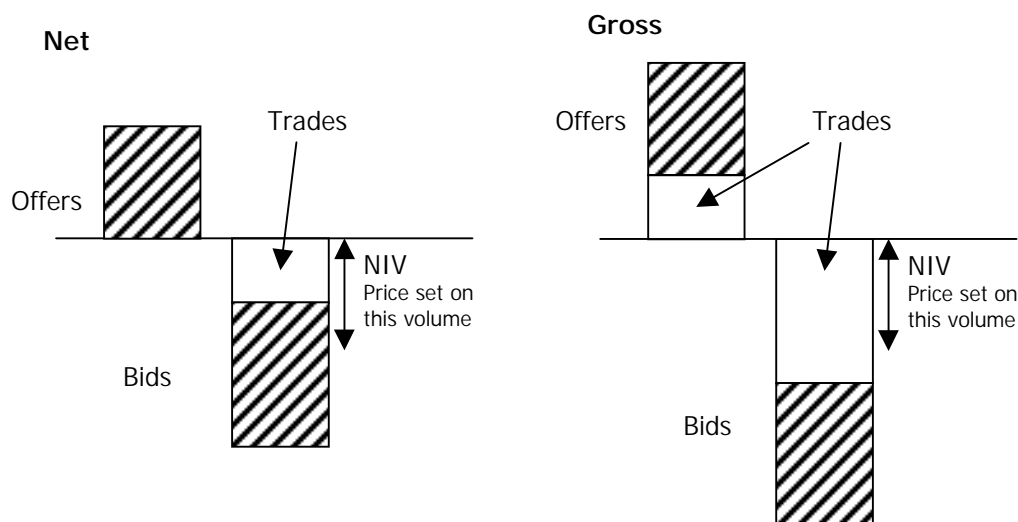 Net
Trades
Offers
NIV
Price set on
this volume
Bids
Gross
Offers
Trades
NIV
Price set on
this volume
Bids